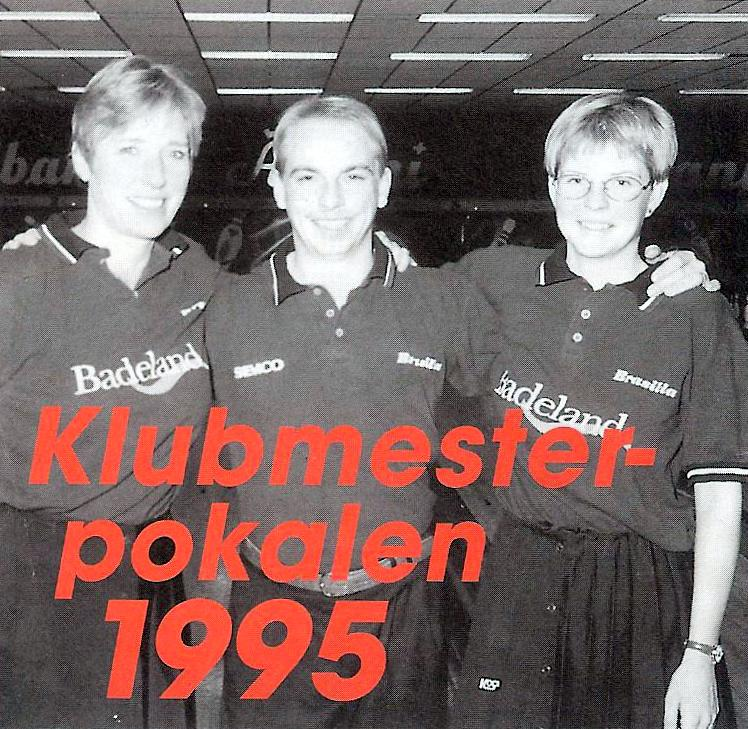 Badeland
SEMCO
Brasilia
Badeland
Brasilia
Klubmester-
pokalen
1995